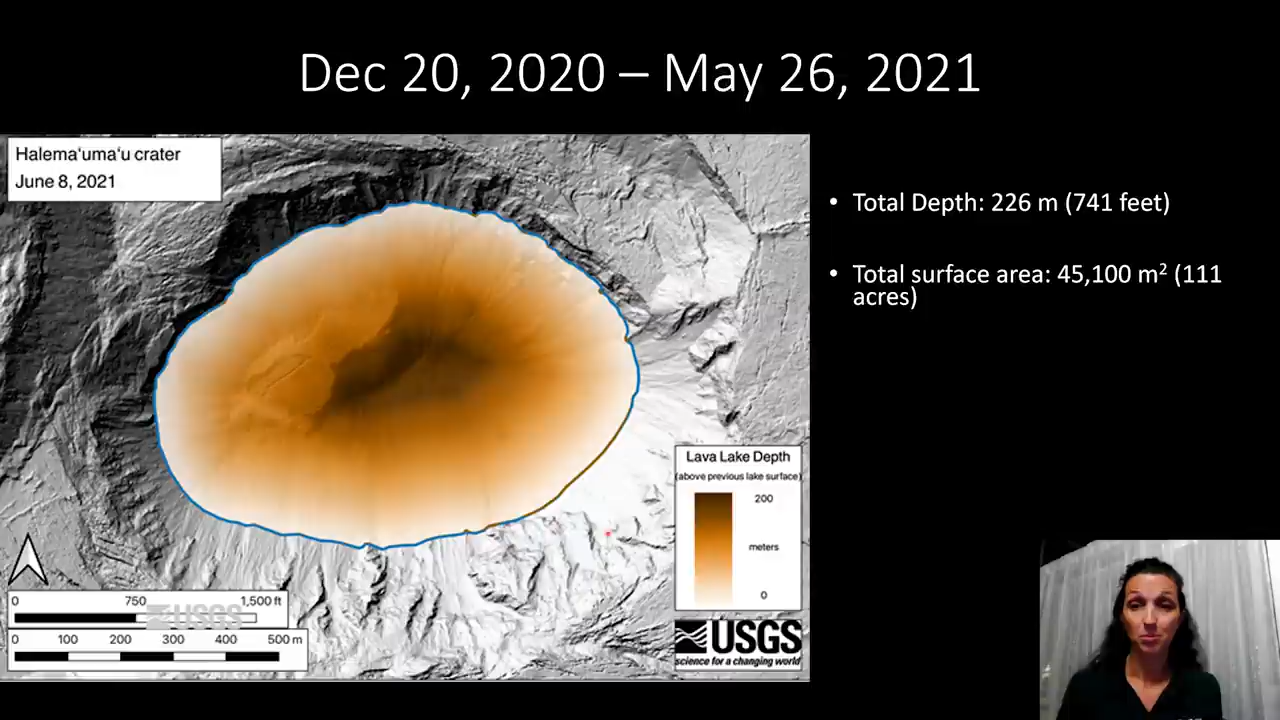 Dec 20, 2020 – May 26, 2021
Halemaʻumaʻu crater
June 8, 2021
• Total Depth: 226 m (741 feet)
• Total surface area: 45,100 m² (111
acres)
Lava Lake Depth
(above previous lake surface)
200
meters
0
0 750 1,500 ft
USGS
0 100 200 300 400 500 m
USGS
science for a changing world